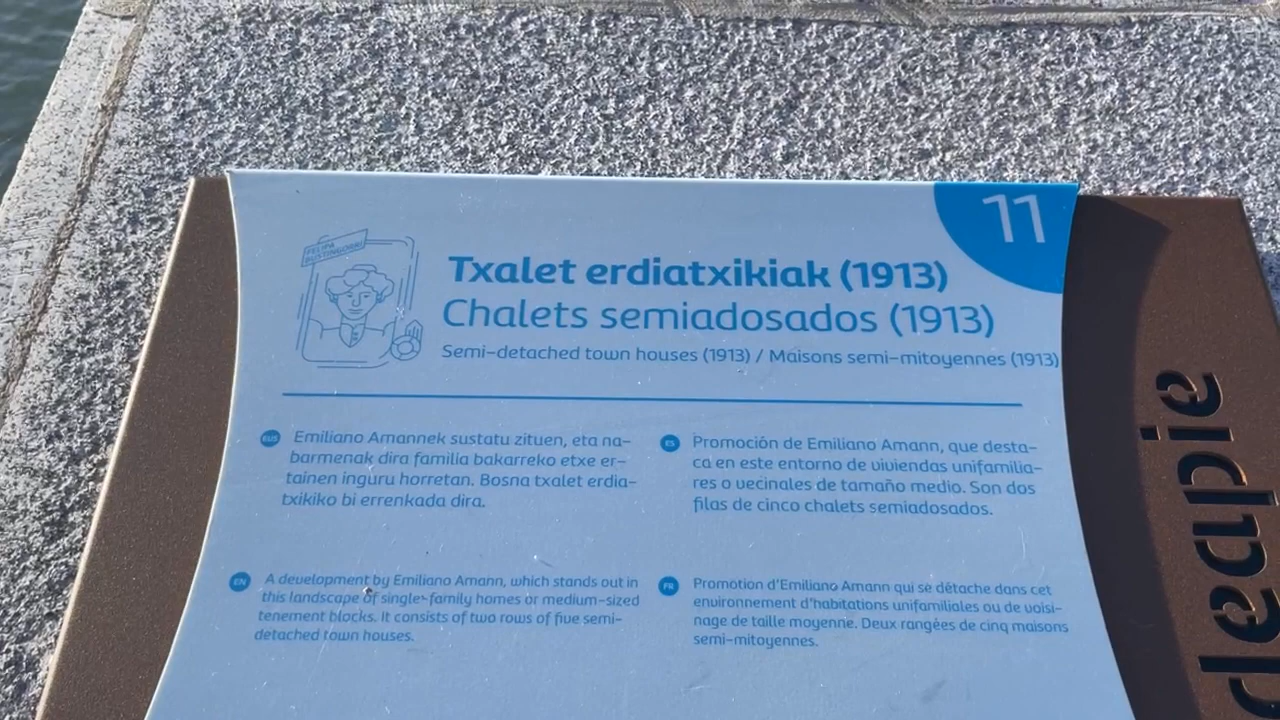 11
FELIPA
BUSTINGORRI
Txalet erdiatxikiak (1913)
Chalets semiadosados (1913)
Semi-detached town houses (1913) / Maisons semi-mitoyennes (1913)
EUS
Emiliano Amannek sustatu zituen, eta na-
barmenak dira familia bakarreko etxe er-
tainen inguru horretan. Bosna txalet erdia-
txikiko bi errenkada dira.
ES
Promoción de Emiliano Amann, que desta-
ca en este entorno de viviendas unifamilia-
res o vecinales de tamaño medio. Son dos
filas de cinco chalets semiadosados.
EN
A development by Emiliano Amann, which stands out in
this landscape of single-family homes or medium-sized
tenement blocks. It consists of two rows of five semi-
detached town houses.
FR
Promotion d'Emiliano Amann qui se détache dans cet
environnement d'habitations unifamiliales ou de voisi-
nage de taille moyenne. Deux rangées de cinq maisons
semi-mitoyennes.